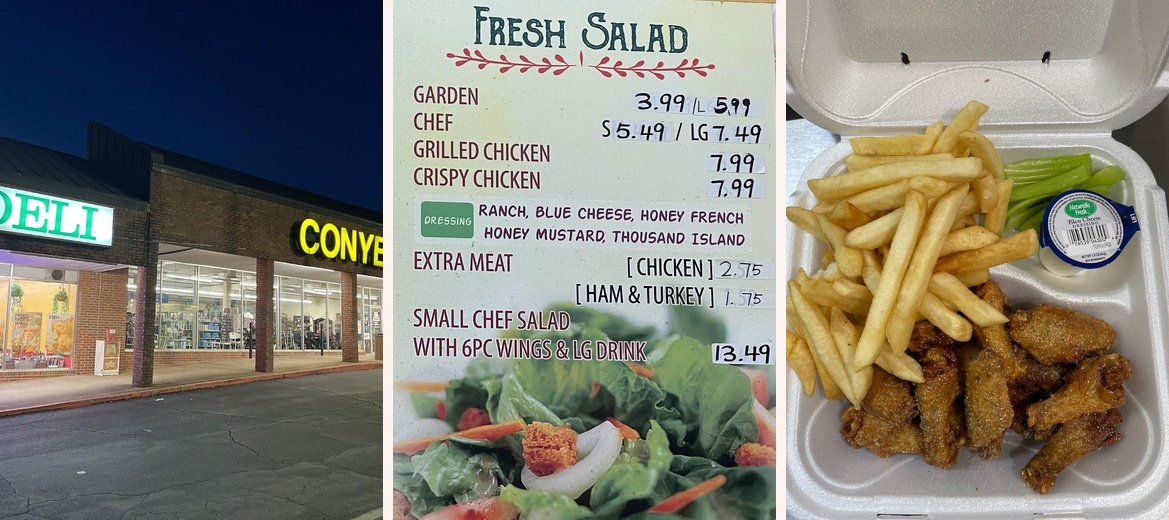 DELI
CONYE
FRESH SALAD
GARDEN 3.99/L 5.99
CHEF S 5.49 / LG 7.49
GRILLED CHICKEN 7.99
CRISPY CHICKEN 7.99
DRESSING RANCH, BLUE CHEESE, HONEY FRENCH
HONEY MUSTARD, THOUSAND ISLAND
EXTRA MEAT [CHICKEN] 2.75
[HAM & TURKEY] 1.75
SMALL CHEF SALAD
WITH 6PC WINGS & LG DRINK 13.49
Naturally
Fresh
Bleu Cheese
DRESSING